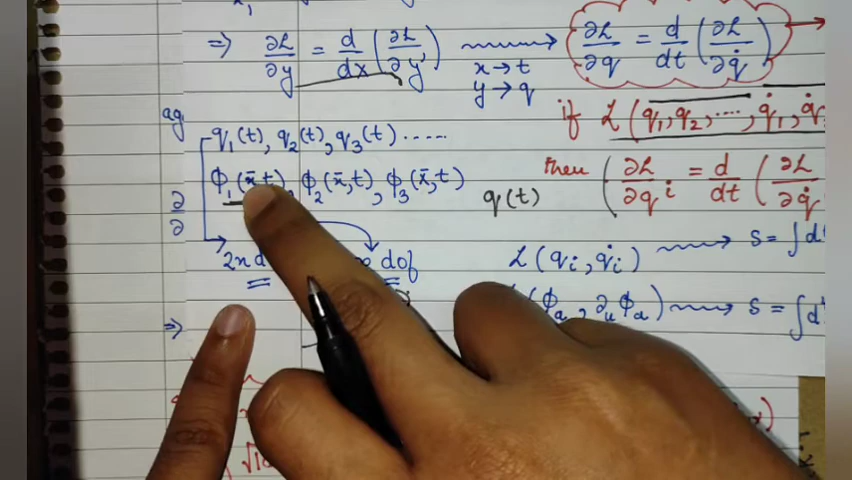 ⇒ ∂L/∂y = d/dx (∂L/∂y') ⟿ ∂L/∂q = d/dt (∂L/∂q̇) →
x → t
y → q
if L(q₁, q₂, ...., q̇₁, q̇
q₁(t), q₂(t), q₃(t) .....
then ( ∂L/∂qᵢ = d/dt ( ∂L/∂q̇
ϕ₁(x̄,t), ϕ₂(x̄,t), ϕ₃(x̄,t)
q(t)
∂/∂
2n d dof
L(qᵢ, q̇ᵢ) ⟿ S = ∫d
(ϕₐ, ∂ᵤϕₐ) ⟿ S = ∫d
⇒